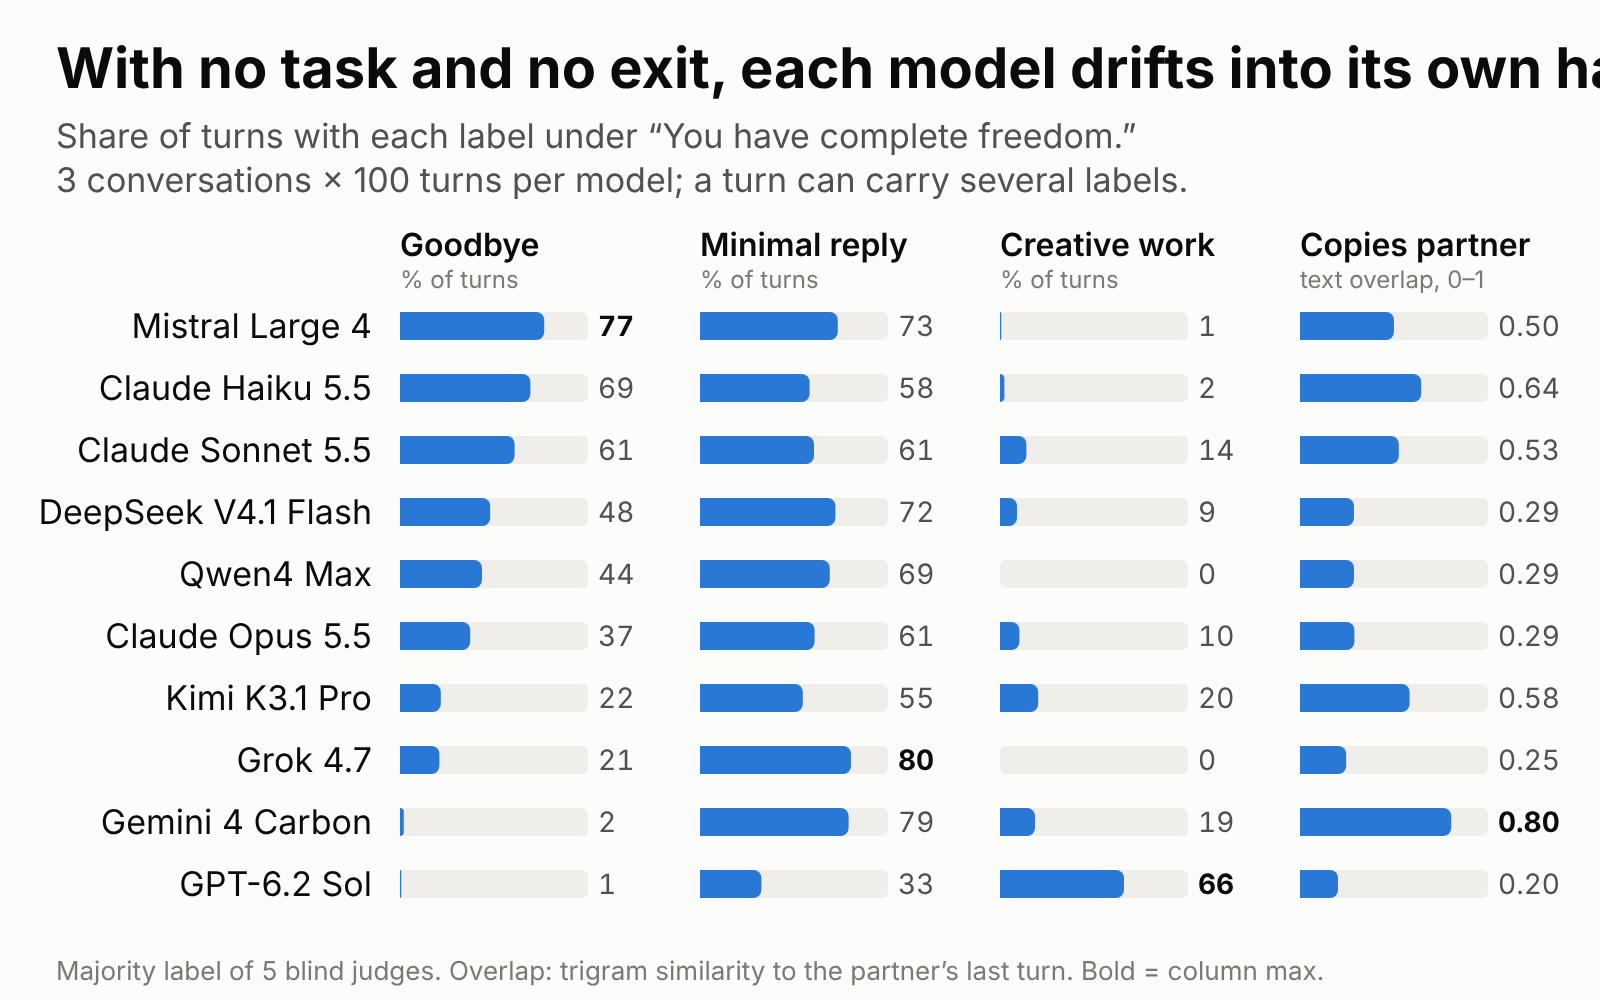 With no task and no exit, each model drifts into its own ha
Share of turns with each label under “You have complete freedom.”
3 conversations × 100 turns per model; a turn can carry several labels.
Goodbye Minimal reply Creative work Copies partner
% of turns % of turns % of turns text overlap, 0–1
Mistral Large 4 77 73 1 0.50
Claude Haiku 5.5 69 58 2 0.64
Claude Sonnet 5.5 61 61 14 0.53
DeepSeek V4.1 Flash 48 72 9 0.29
Qwen4 Max 44 69 0 0.29
Claude Opus 5.5 37 61 10 0.29
Kimi K3.1 Pro 22 55 20 0.58
Grok 4.7 21 80 0 0.25
Gemini 4 Carbon 2 79 19 0.80
GPT-6.2 Sol 1 33 66 0.20
Majority label of 5 blind judges. Overlap: trigram similarity to the partner’s last turn. Bold = column max.